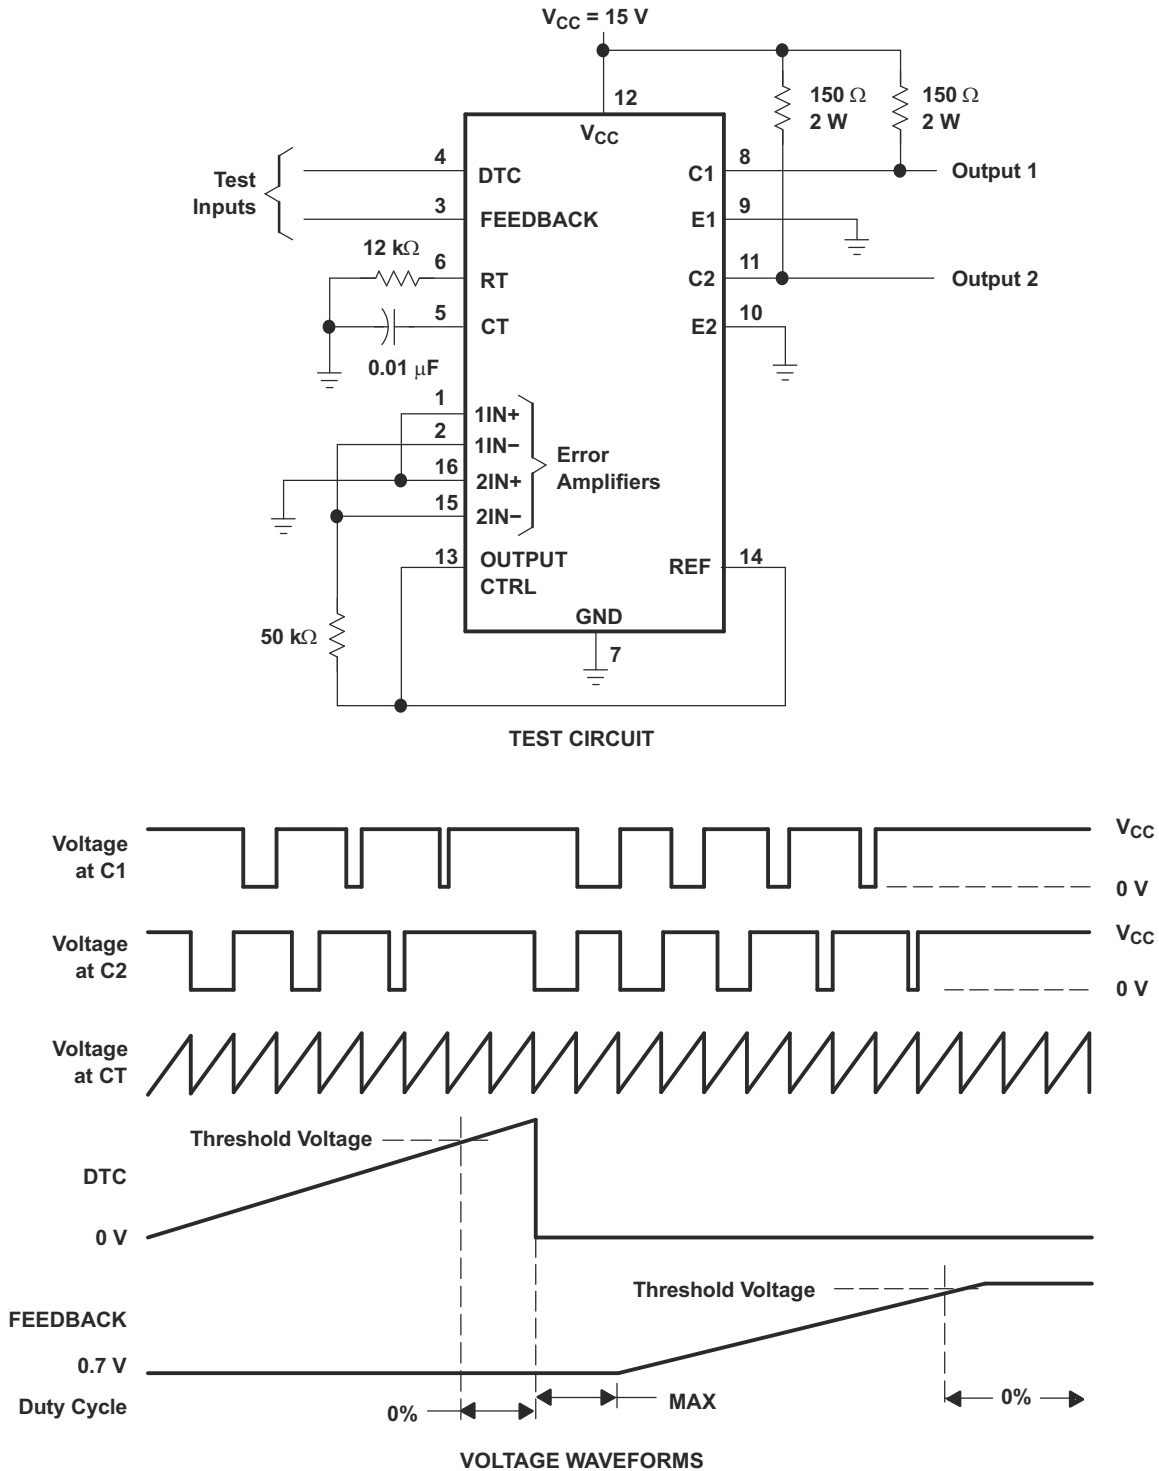 VCC = 15 V
12
VCC
150 Ω
2 W
150 Ω
2 W
Test
Inputs
4
DTC
3
FEEDBACK
12 kΩ
6
RT
5
CT
0.01 μF
1
1IN+
2
1IN−
16
2IN+
15
2IN−
Error
Amplifiers
13
OUTPUT
CTRL
50 kΩ
8
C1
Output 1
9
E1
11
C2
Output 2
10
E2
REF
14
GND
7
TEST CIRCUIT
Voltage
at C1
VCC
0 V
Voltage
at C2
VCC
0 V
Voltage
at CT
Threshold Voltage
DTC
0 V
Threshold Voltage
FEEDBACK
0.7 V
Duty Cycle
0%
MAX
0%
VOLTAGE WAVEFORMS